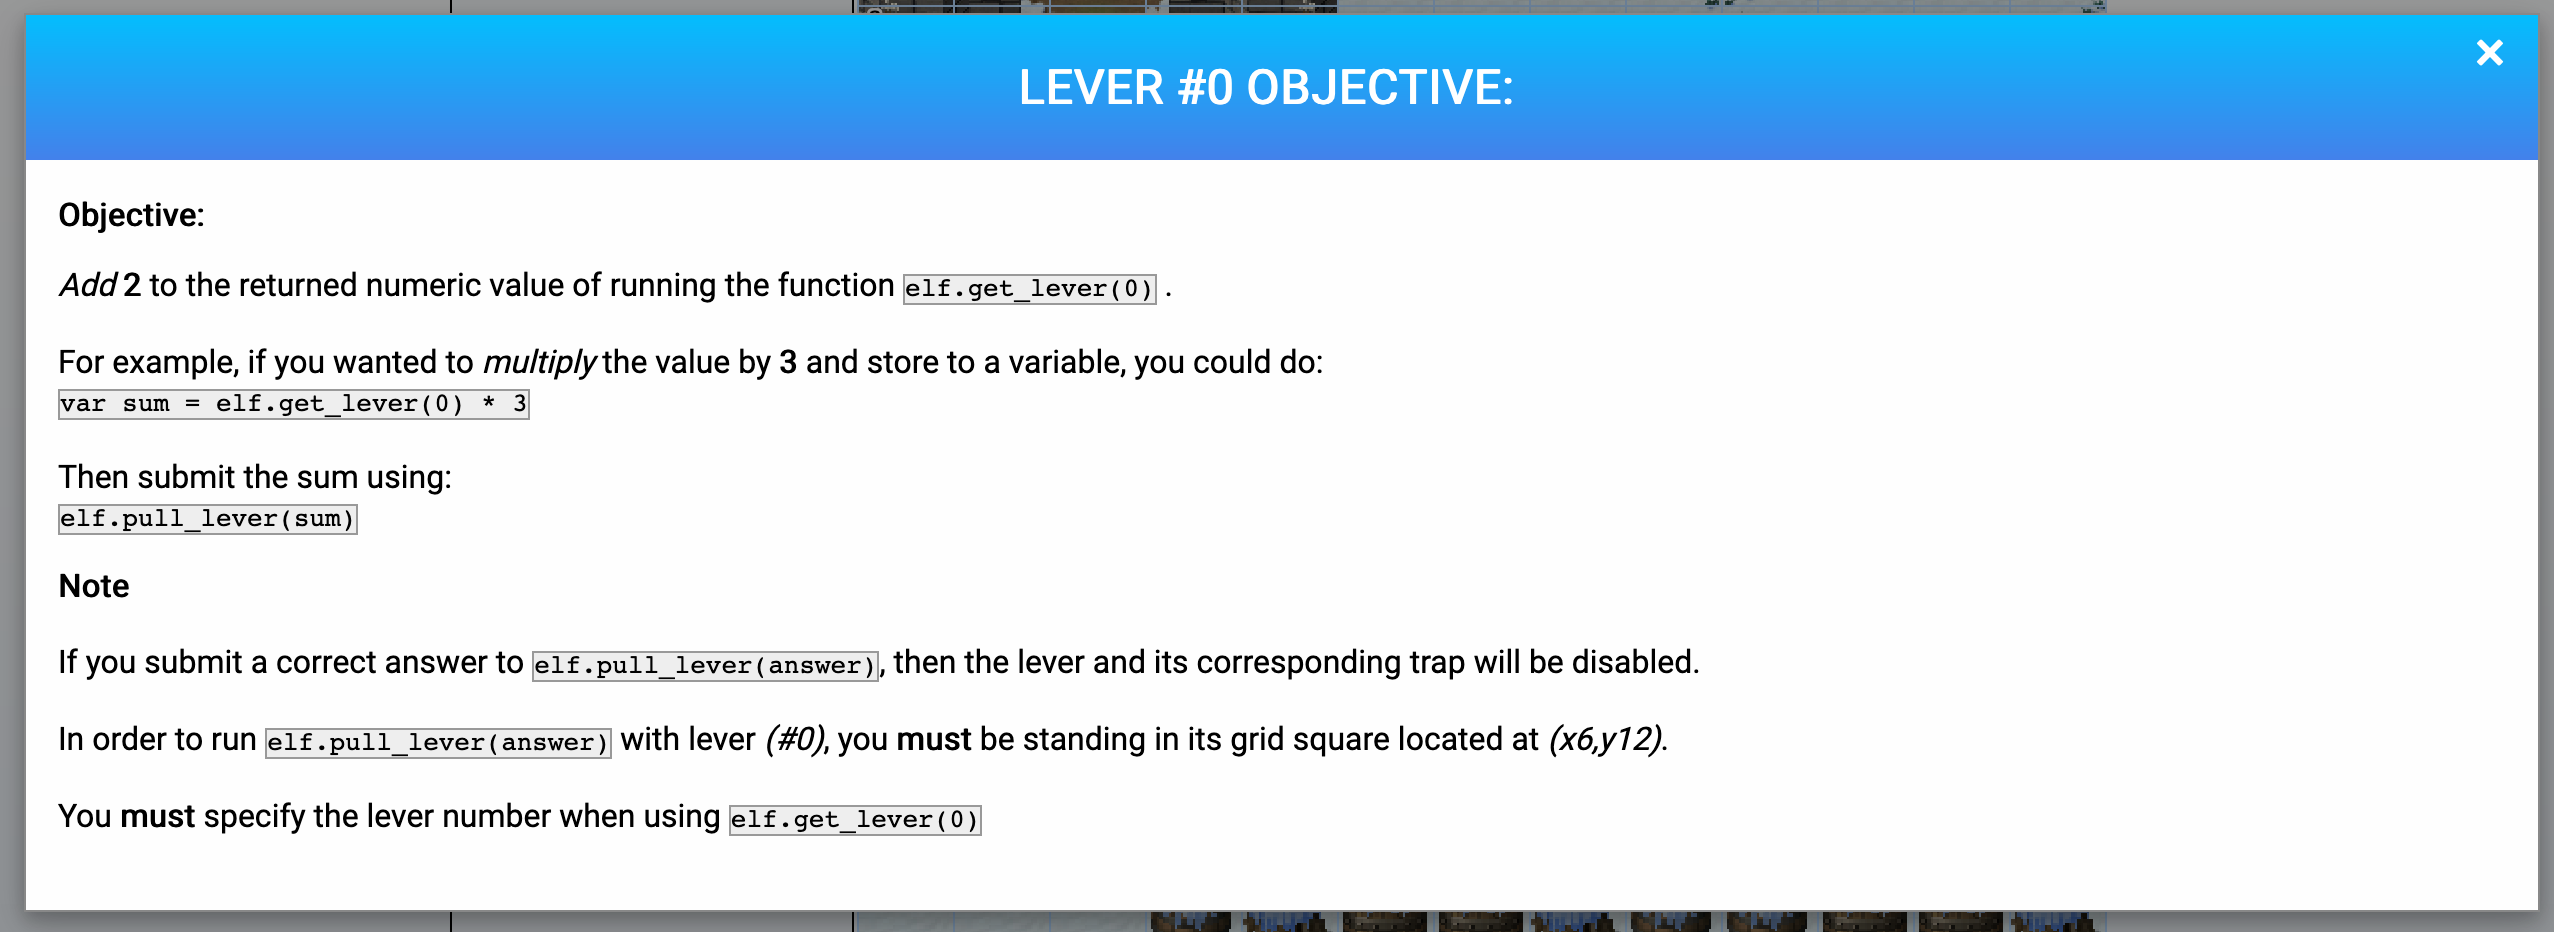 LEVER #0 OBJECTIVE:
Objective:
Add 2 to the returned numeric value of running the function elf.get_lever(0) .
For example, if you wanted to multiply the value by 3 and store to a variable, you could do:
var sum = elf.get_lever(0) * 3
Then submit the sum using:
elf.pull_lever(sum)
Note
If you submit a correct answer to elf.pull_lever(answer), then the lever and its corresponding trap will be disabled.
In order to run elf.pull_lever(answer) with lever (#0), you must be standing in its grid square located at (x6,y12).
You must specify the lever number when using elf.get_lever(0)